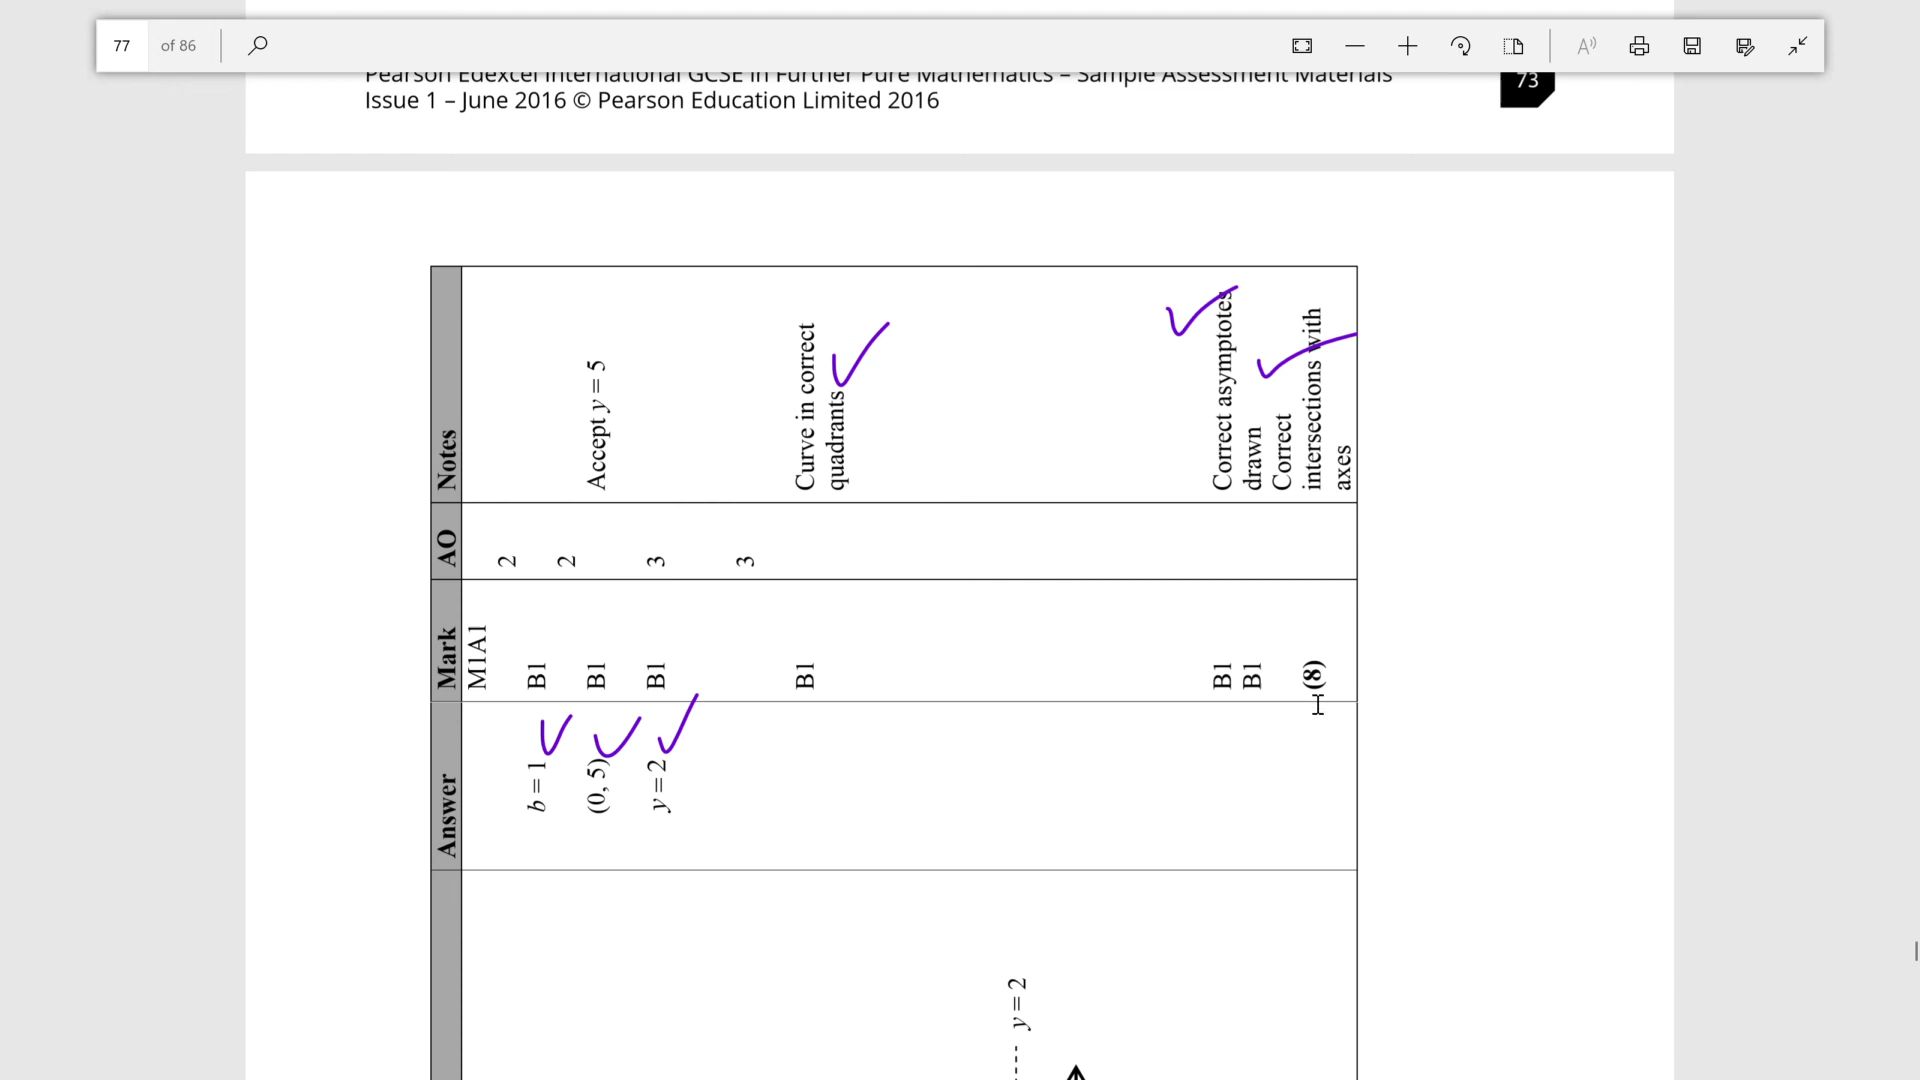 77 of 86
Pearson Edexcel International GCSE in Further Pure Mathematics – Sample Assessment Materials
Issue 1 – June 2016 © Pearson Education Limited 2016
73
Answer Mark AO Notes
M1A1
2
b = 1 B1
2
(0, 5) B1 Accept y = 5
y = 2 B1 3
3
B1 Curve in correct
quadrants
B1 Correct asymptotes
B1 drawn
Correct
(8) intersections with
axes
y = 2